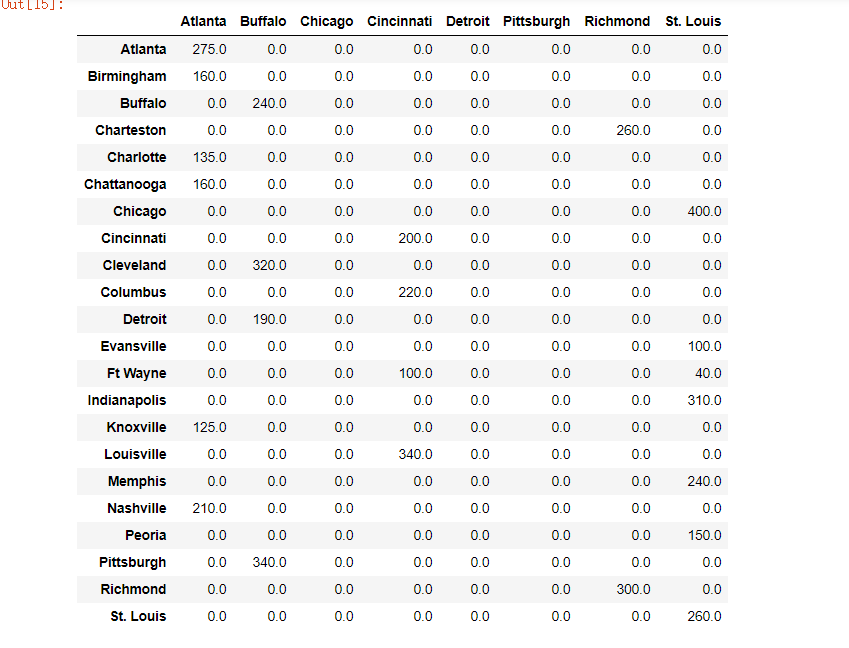 Out[15]:
Atlanta Buffalo Chicago Cincinnati Detroit Pittsburgh Richmond St. Louis
Atlanta 275.0 0.0 0.0 0.0 0.0 0.0 0.0 0.0
Birmingham 160.0 0.0 0.0 0.0 0.0 0.0 0.0 0.0
Buffalo 0.0 240.0 0.0 0.0 0.0 0.0 0.0 0.0
Charteston 0.0 0.0 0.0 0.0 0.0 0.0 260.0 0.0
Charlotte 135.0 0.0 0.0 0.0 0.0 0.0 0.0 0.0
Chattanooga 160.0 0.0 0.0 0.0 0.0 0.0 0.0 0.0
Chicago 0.0 0.0 0.0 0.0 0.0 0.0 0.0 400.0
Cincinnati 0.0 0.0 0.0 200.0 0.0 0.0 0.0 0.0
Cleveland 0.0 320.0 0.0 0.0 0.0 0.0 0.0 0.0
Columbus 0.0 0.0 0.0 220.0 0.0 0.0 0.0 0.0
Detroit 0.0 190.0 0.0 0.0 0.0 0.0 0.0 0.0
Evansville 0.0 0.0 0.0 0.0 0.0 0.0 0.0 100.0
Ft Wayne 0.0 0.0 0.0 100.0 0.0 0.0 0.0 40.0
Indianapolis 0.0 0.0 0.0 0.0 0.0 0.0 0.0 310.0
Knoxville 125.0 0.0 0.0 0.0 0.0 0.0 0.0 0.0
Louisville 0.0 0.0 0.0 340.0 0.0 0.0 0.0 0.0
Memphis 0.0 0.0 0.0 0.0 0.0 0.0 0.0 240.0
Nashville 210.0 0.0 0.0 0.0 0.0 0.0 0.0 0.0
Peoria 0.0 0.0 0.0 0.0 0.0 0.0 0.0 150.0
Pittsburgh 0.0 340.0 0.0 0.0 0.0 0.0 0.0 0.0
Richmond 0.0 0.0 0.0 0.0 0.0 0.0 300.0 0.0
St. Louis 0.0 0.0 0.0 0.0 0.0 0.0 0.0 260.0